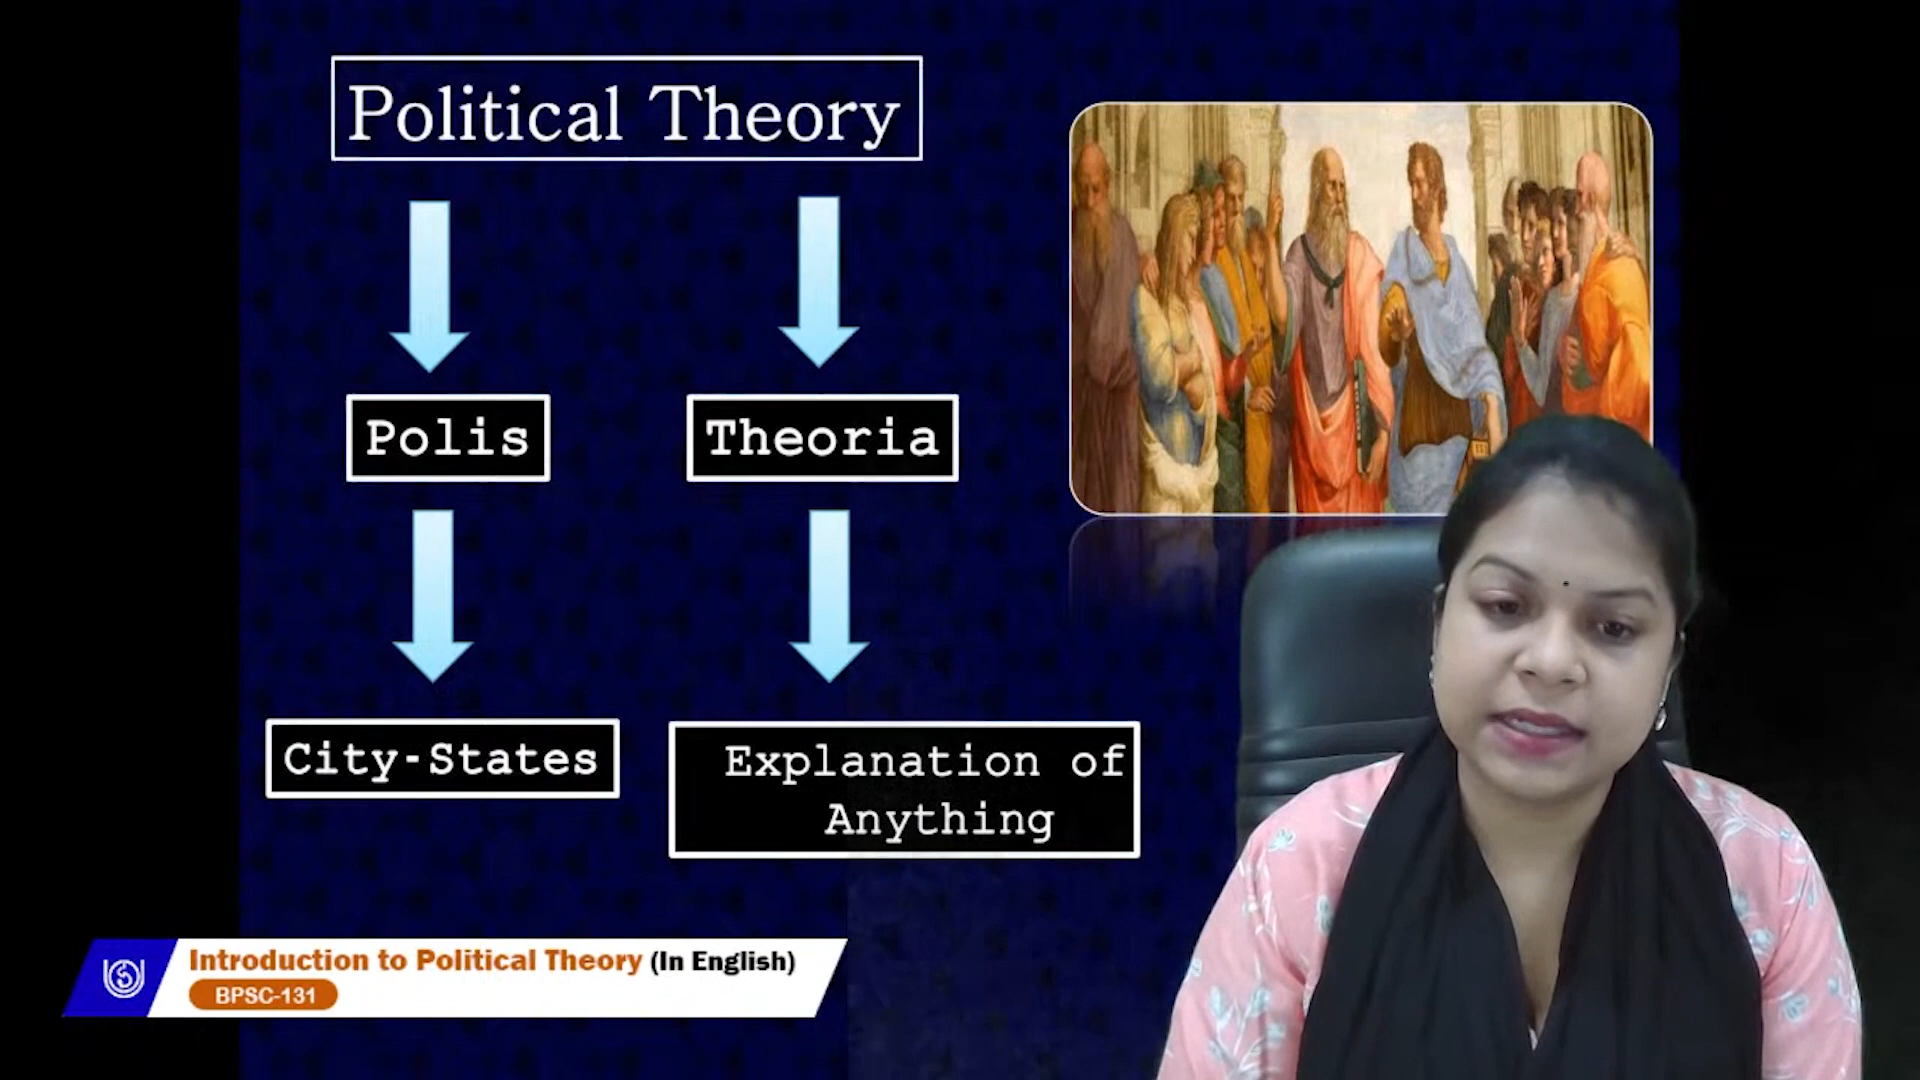 Political Theory
Polis
Theoria
City-States
Explanation of
Anything
Introduction to Political Theory (In English)
BPSC-131